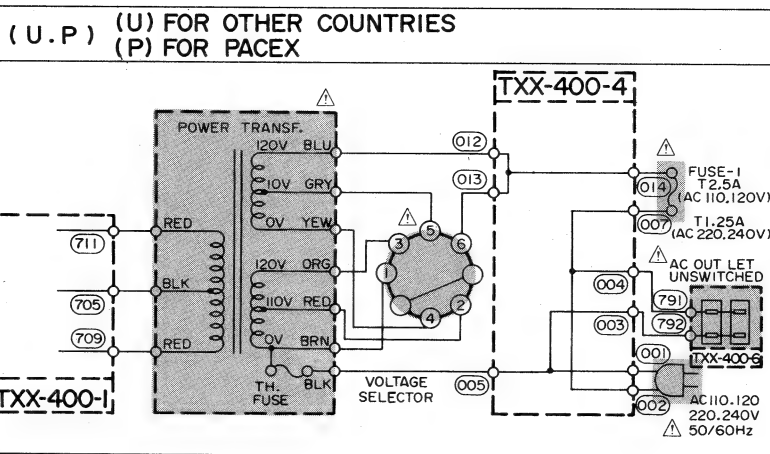 (U.P) (U) FOR OTHER COUNTRIES
(P) FOR PACEX
TXX-400-4
POWER TRANSF.
120V BLU
10V GRY
0V YEW
120V ORG
110V RED
0V BRN
TH. FUSE
BLK
RED
BLK
RED
711
705
709
TXX-400-1
012
013
5
3
6
1
2
4
VOLTAGE
SELECTOR
005
014
007
004
003
001
002
FUSE-1
T2.5A
(AC 110.120V)
T1.25A
(AC 220.240V)
AC OUT LET
UNSWITCHED
791
792
TXX-400-6
AC110.120
220.240V
50/60Hz